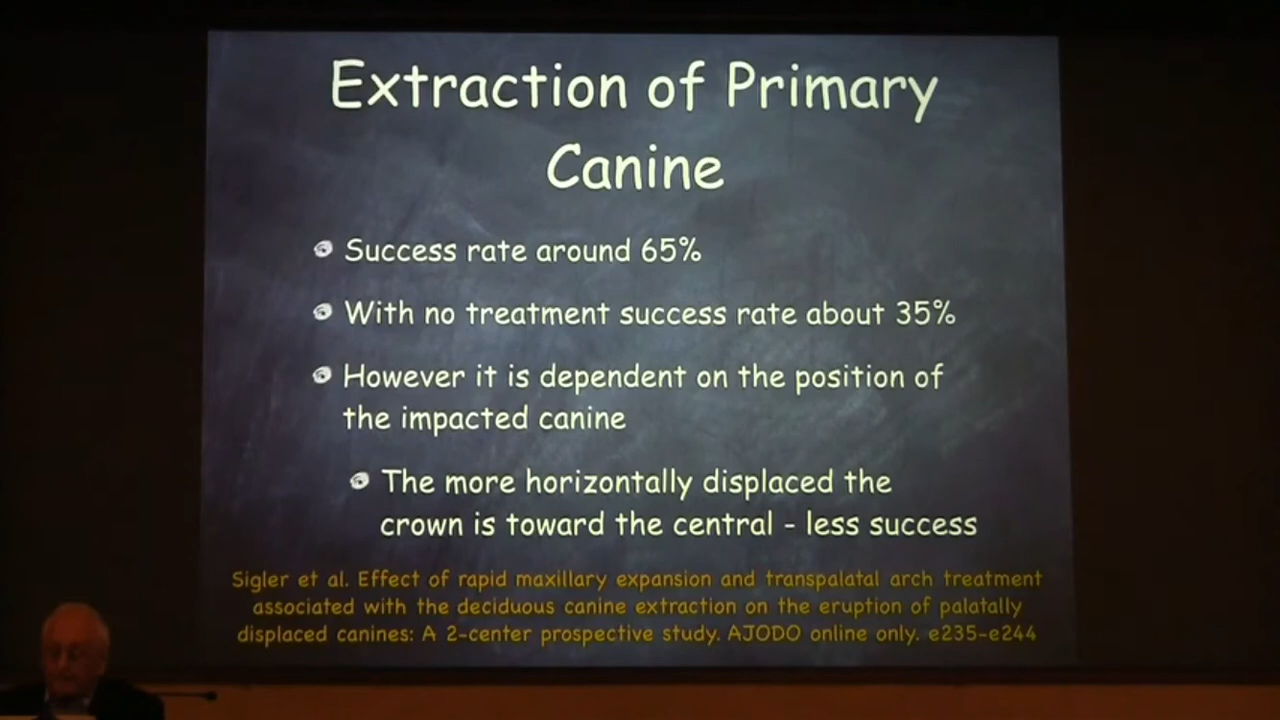 Extraction of Primary
Canine
Success rate around 65%
With no treatment success rate about 35%
However it is dependent on the position of
the impacted canine
The more horizontally displaced the
crown is toward the central - less success
Sigler et al. Effect of rapid maxillary expansion and transpalatal arch treatment
associated with the deciduous canine extraction on the eruption of palatally
displaced canines: A 2-center prospective study. AJODO online only. e235-e244